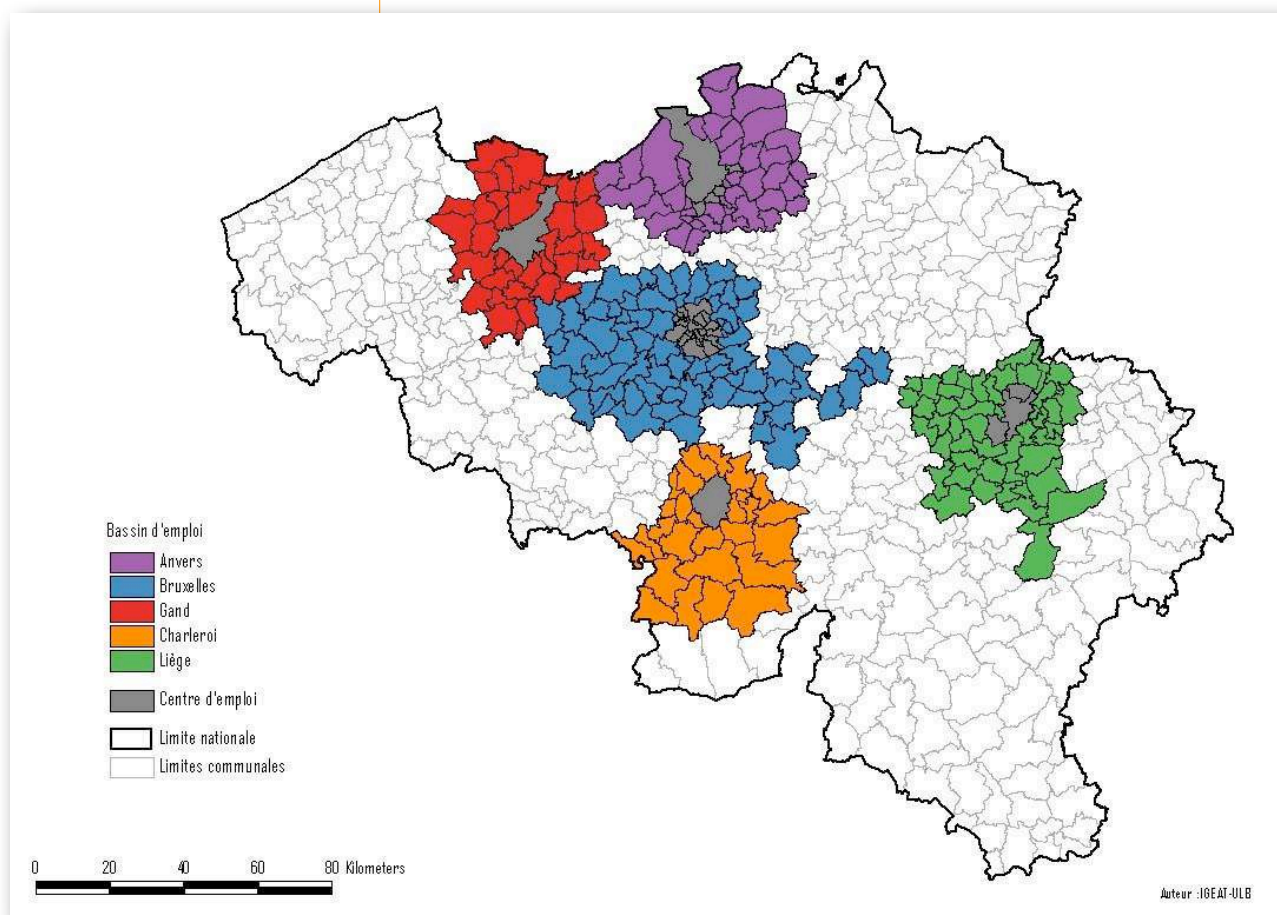 Bassin d'emploi
Anvers
Bruxelles
Gand
Charleroi
Liège
Centre d'emploi
Limite nationale
Limites communales
0 20 40 60 80 Kilometers
Auteur :IGEAT-ULB